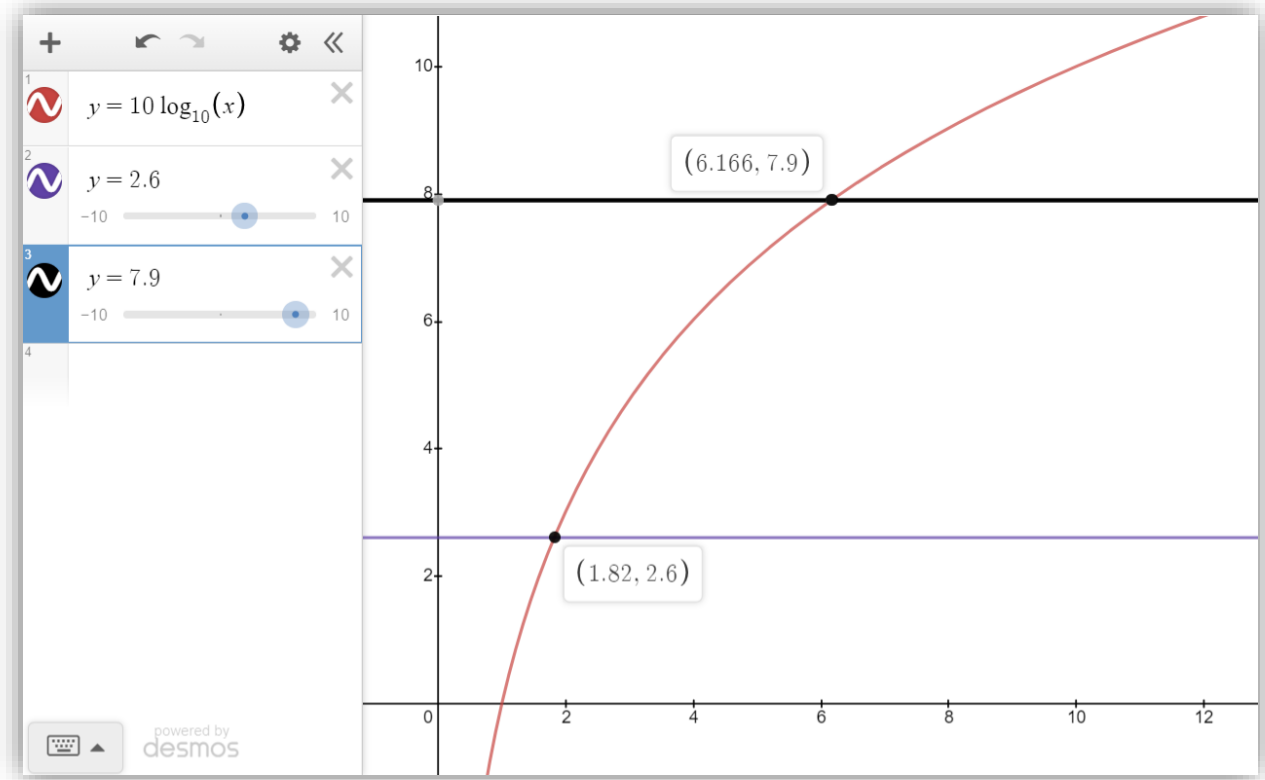 1
y = 10 log₁₀(x)
2
y = 2.6
−10 10
3
y = 7.9
−10 10
4
powered by
desmos
10
8
6
4
2
0 2 4 6 8 10 12
(6.166, 7.9)
(1.82, 2.6)